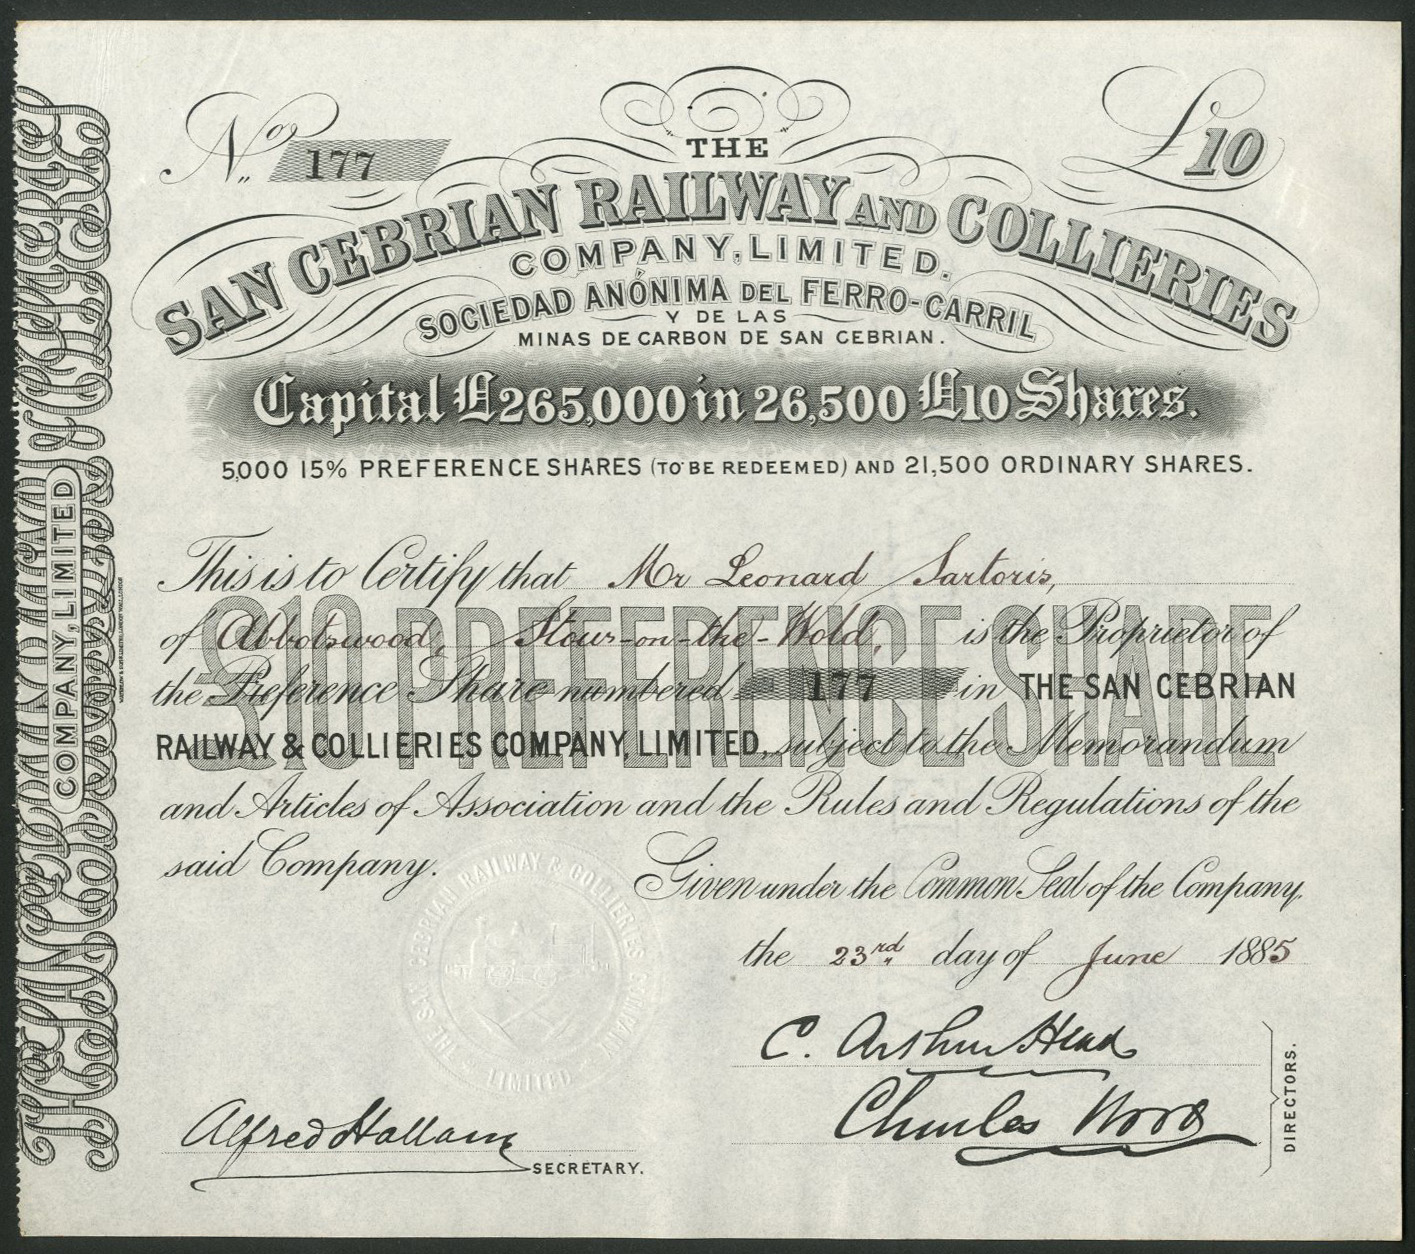 No. 177
£10
THE
SAN CEBRIAN RAILWAY AND COLLIERIES
COMPANY, LIMITED.
SOCIEDAD ANÓNIMA DEL FERRO-CARRIL
Y DE LAS
MINAS DE CARBON DE SAN CEBRIAN.
Capital £265,000 in 26,500 £10 Shares.
5,000 15% PREFERENCE SHARES (TO BE REDEEMED) AND 21,500 ORDINARY SHARES.
£10 PREFERENCE SHARE
This is to Certify that Mr Leonard Sartoris,
of Abbotswood, Stour-on-the-Wold, is the Proprietor of
the Preference Share numbered 177 in THE SAN CEBRIAN
RAILWAY & COLLIERIES COMPANY, LIMITED, subject to the Memorandum
and Articles of Association and the Rules and Regulations of the
said Company.
Given under the Common Seal of the Company,
the 23rd day of June 1885
C. Arthur Head
Charles Wood
DIRECTORS.
Alfred Hallam
SECRETARY.
THE SAN CEBRIAN RAILWAY & COLLIERIES COMPANY
LIMITED
COMPANY, LIMITED